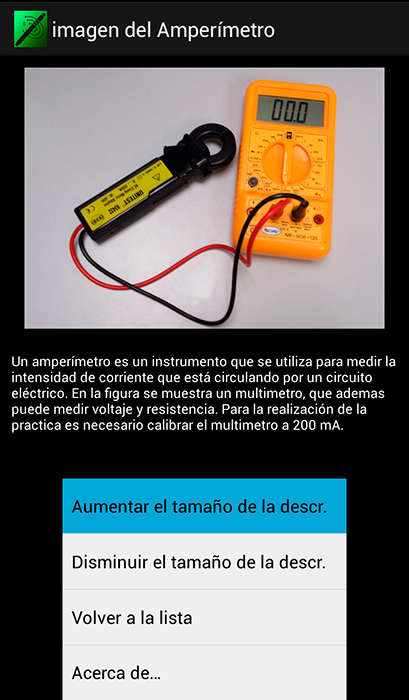 imagen del Amperímetro
000
UNITEST
Un amperímetro es un instrumento que se utiliza para medir la
intensidad de corriente que está circulando por un circuito
eléctrico. En la figura se muestra un multimetro, que ademas
puede medir voltaje y resistencia. Para la realización de la
practica es necesario calibrar el multimetro a 200 mA.
Aumentar el tamaño de la descr.
Disminuir el tamaño de la descr.
Volver a la lista
Acerca de...